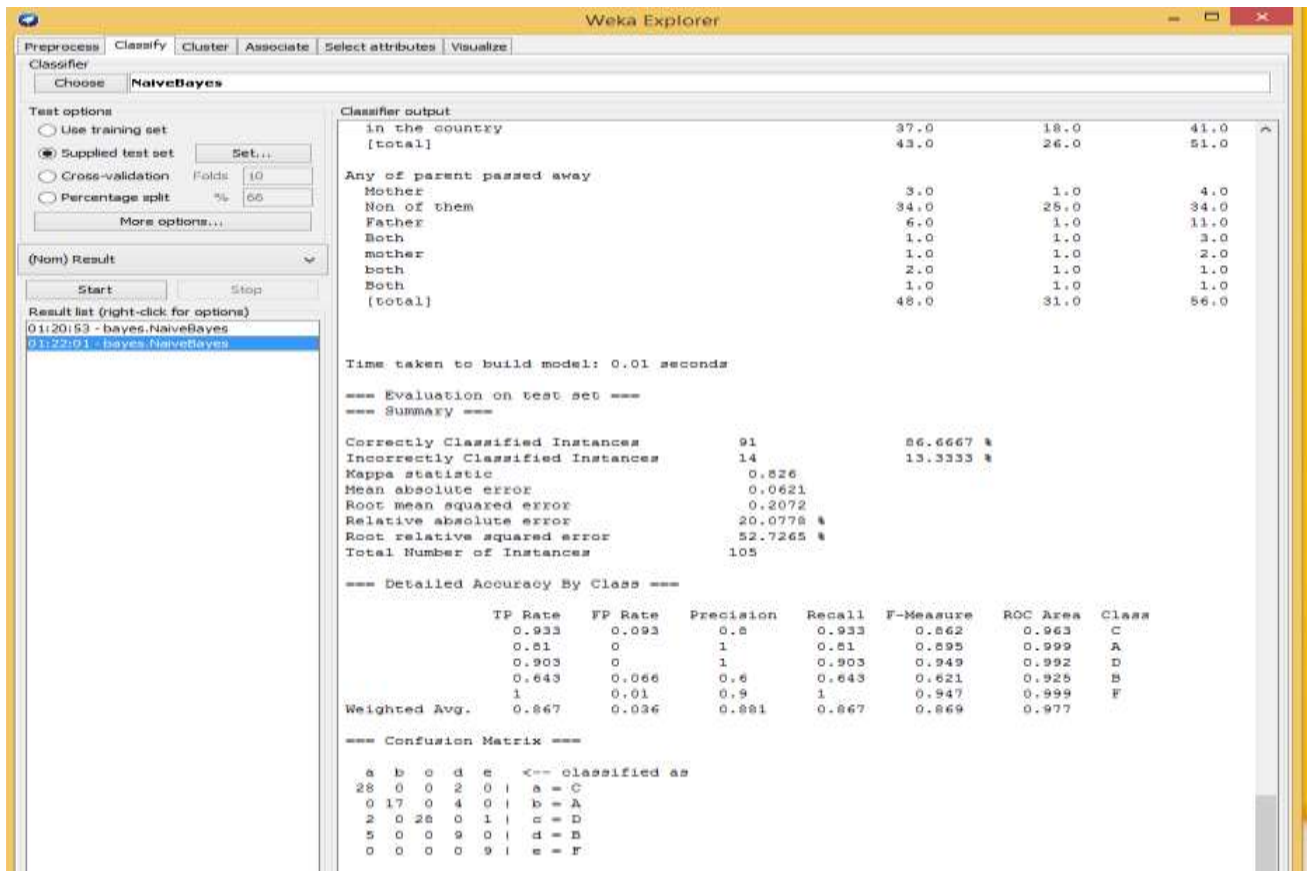 Weka Explorer
Preprocess Classify Cluster Associate Select attributes Visualize
Classifier
Choose NaiveBayes
Test options
Use training set
Supplied test set Set...
Cross-validation Folds 10
Percentage split % 66
More options...
(Nom) Result
Start Stop
Result list (right-click for options)
01:20:53 - bayes.NaiveBayes
01:22:01 - bayes.NaiveBayes
Classifier output
in the country 37.0 18.0 41.0
[total] 43.0 26.0 51.0
Any of parent passed away
Mother 3.0 1.0 4.0
Non of them 34.0 25.0 34.0
Father 6.0 1.0 11.0
Both 1.0 1.0 3.0
mother 1.0 1.0 2.0
both 2.0 1.0 1.0
Both 1.0 1.0 1.0
[total] 48.0 31.0 56.0
Time taken to build model: 0.01 seconds
=== Evaluation on test set ===
=== Summary ===
Correctly Classified Instances 91 86.6667 %
Incorrectly Classified Instances 14 13.3333 %
Kappa statistic 0.826
Mean absolute error 0.0621
Root mean squared error 0.2072
Relative absolute error 20.0778 %
Root relative squared error 52.7265 %
Total Number of Instances 105
=== Detailed Accuracy By Class ===
TP Rate FP Rate Precision Recall F-Measure ROC Area Class
0.933 0.093 0.8 0.933 0.862 0.963 C
0.81 0 1 0.81 0.895 0.999 A
0.903 0 1 0.903 0.949 0.992 D
0.643 0.066 0.6 0.643 0.621 0.925 B
1 0.01 0.9 1 0.947 0.999 F
Weighted Avg. 0.867 0.036 0.881 0.867 0.869 0.977
=== Confusion Matrix ===
a b c d e <-- classified as
28 0 0 2 0 | a = C
0 17 0 4 0 | b = A
2 0 28 0 1 | c = D
5 0 0 9 0 | d = B
0 0 0 0 9 | e = F